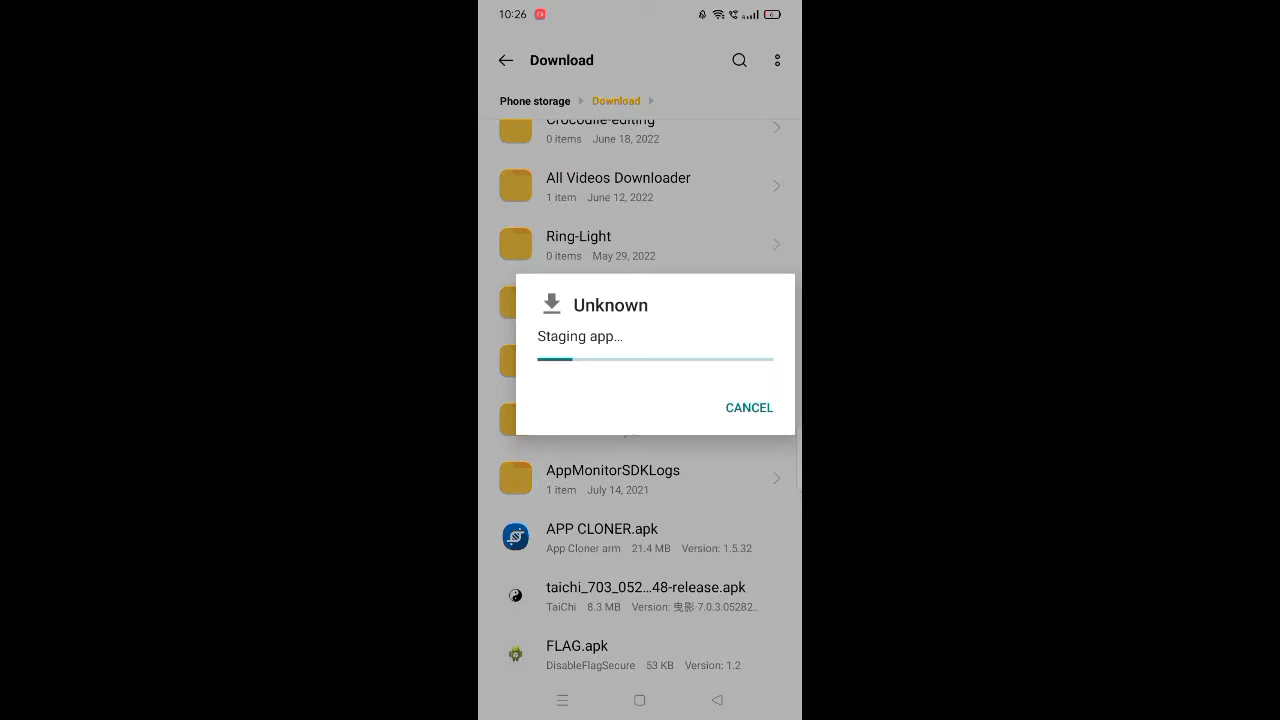 10:26
Download
Phone storage
Download
Crocodile-editing
0 items June 18, 2022
All Videos Downloader
1 item June 12, 2022
Ring-Light
0 items May 29, 2022
Unknown
Staging app...
CANCEL
AppMonitorSDKLogs
1 item July 14, 2021
APP CLONER.apk
App Cloner arm 21.4 MB Version: 1.5.32
taichi_703_052...48-release.apk
TaiChi 8.3 MB Version: 曳影·7.0.3.05282..
FLAG.apk
DisableFlagSecure 53 KB Version: 1.2